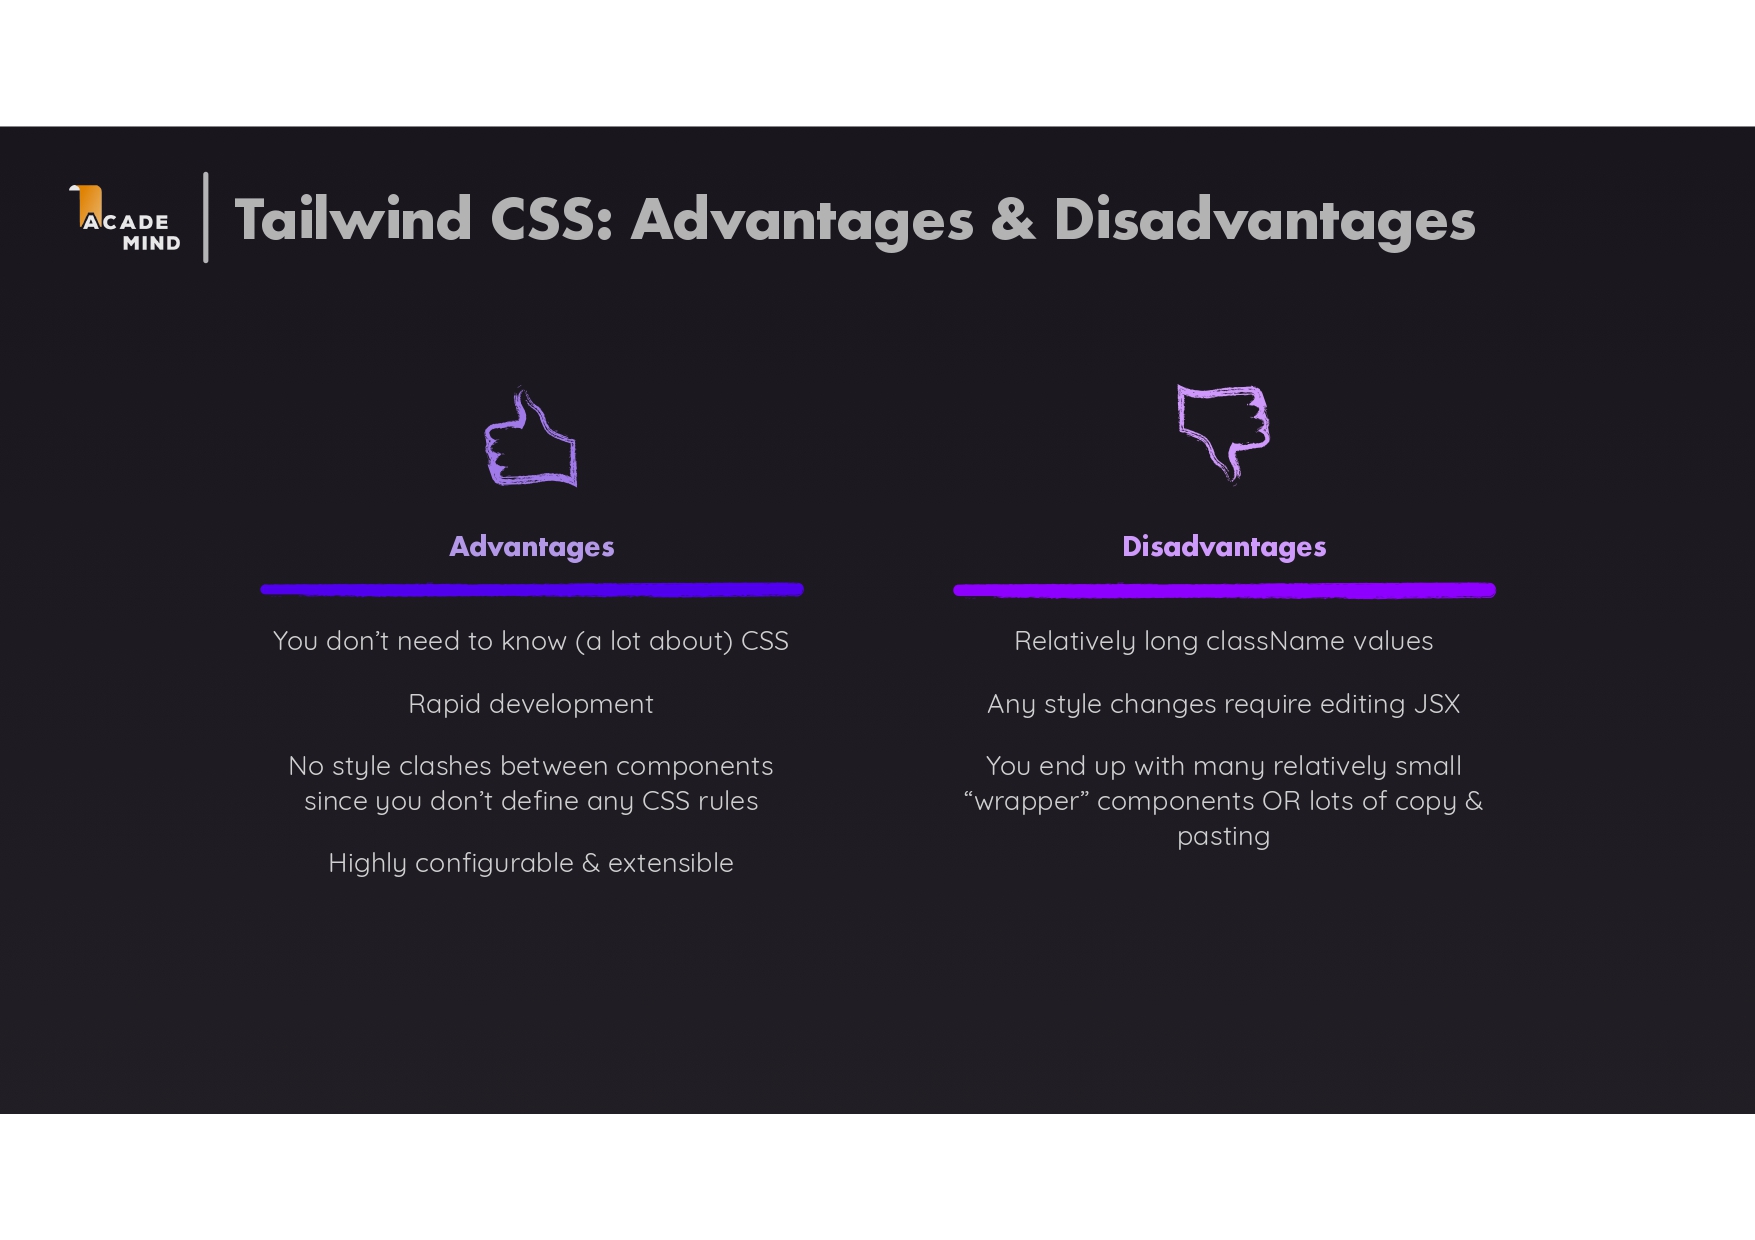 ACADE
MIND
Tailwind CSS: Advantages & Disadvantages
Advantages
You don’t need to know (a lot about) CSS
Rapid development
No style clashes between components
since you don’t define any CSS rules
Highly configurable & extensible
Disadvantages
Relatively long className values
Any style changes require editing JSX
You end up with many relatively small
“wrapper” components OR lots of copy &
pasting